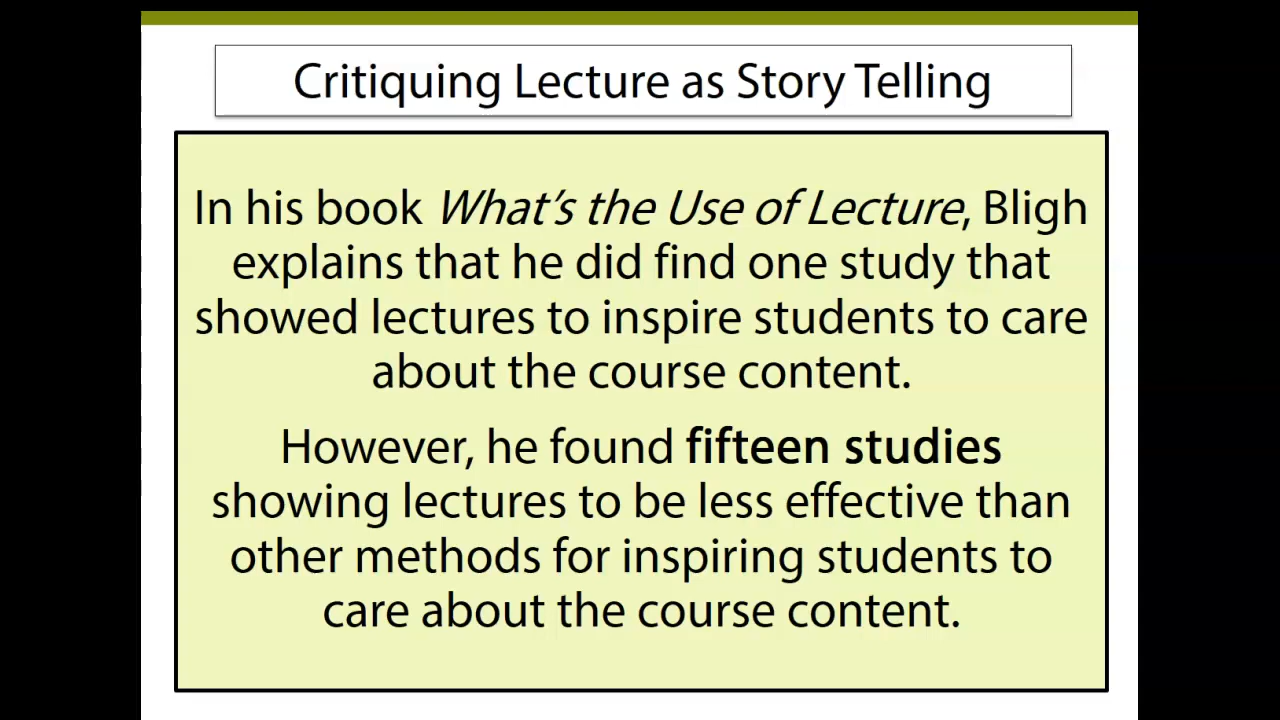 Critiquing Lecture as Story Telling
In his book What's the Use of Lecture, Bligh
explains that he did find one study that
showed lectures to inspire students to care
about the course content.
However, he found fifteen studies
showing lectures to be less effective than
other methods for inspiring students to
care about the course content.